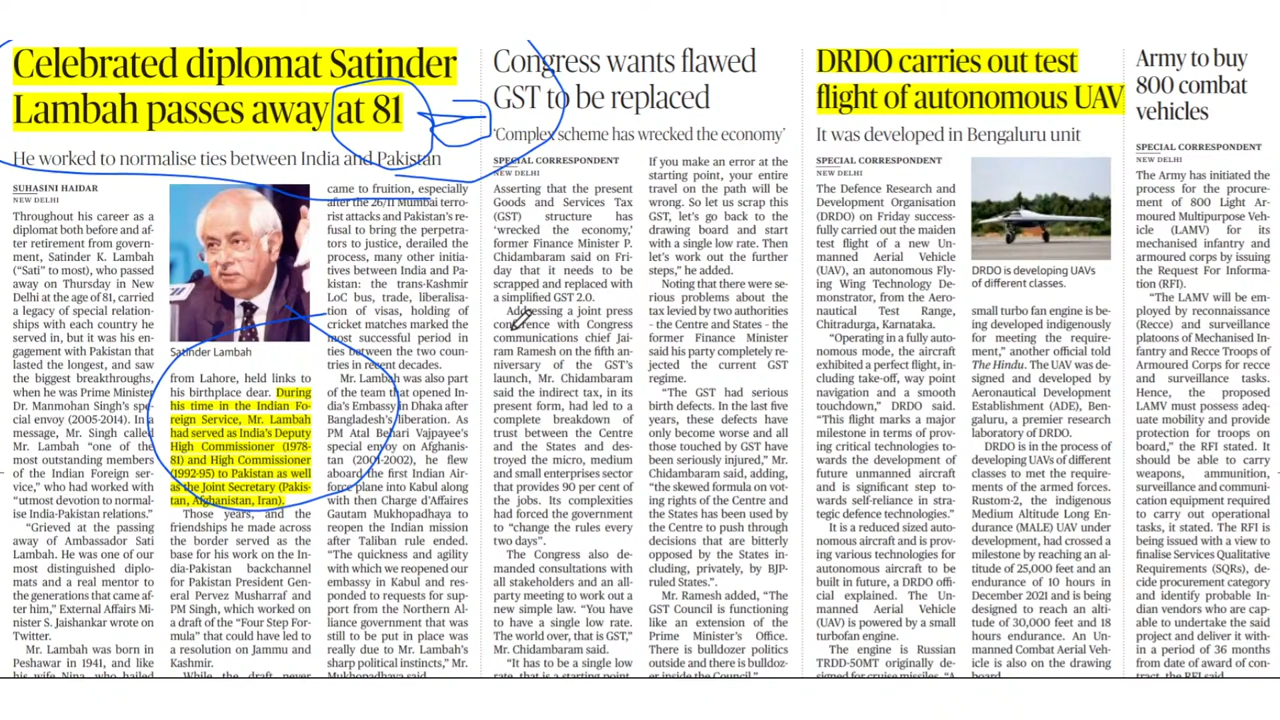 Celebrated diplomat Satinder
Lambah passes away at 81
He worked to normalise ties between India and Pakistan
SUHASINI HAIDAR
NEW DELHI
Throughout his career as a
diplomat both before and af-
ter retirement from govern-
ment, Satinder K. Lambah
(“Sati” to most), who passed
away on Thursday in New
Delhi at the age of 81, carried
a legacy of special relation-
ships with each country he
served in, but it was his en-
gagement with Pakistan that
lasted the longest, and saw
the biggest breakthroughs,
when he was Prime Minister
Dr. Manmohan Singh’s spe-
cial envoy (2005-2014). In a
message, Mr. Singh called
Mr. Lambah “one of the
most outstanding members
of the Indian Foreign ser-
vice,” who had worked with
“utmost devotion to normal-
ise India-Pakistan relations.”
“Grieved at the passing
away of Ambassador Sati
Lambah. He was one of our
most distinguished diplo-
mats and a real mentor to
the generations that came af-
ter him,” External Affairs Mi-
nister S. Jaishankar wrote on
Twitter.
Mr. Lambah was born in
Peshawar in 1941, and like
his wife Nina, who hailed
Satinder Lambah
from Lahore, held links to
his birthplace dear. During
his time in the Indian Fo-
reign Service, Mr. Lambah
had served as India’s Deputy
High Commissioner (1978-
81) and High Commissioner
(1992-95) to Pakistan as well
as the Joint Secretary (Pakis-
tan, Afghanistan, Iran).
Those years, and the
friendships he made across
the border served as the
base for his work on the In-
dia-Pakistan backchannel
for Pakistan President Gen-
eral Pervez Musharraf and
PM Singh, which worked on
a draft of the “Four Step For-
mula” that could have led to
a resolution on Jammu and
Kashmir.
While the draft never
came to fruition, especially
after the 26/11 Mumbai terro-
rist attacks and Pakistan’s re-
fusal to bring the perpetra-
tors to justice, derailed the
process, many other initia-
tives between India and Pa-
kistan: the trans-Kashmir
LoC bus, trade, liberalisa-
tion of visas, holding of
cricket matches marked the
most successful period in
ties between the two coun-
tries in recent decades.
Mr. Lambah was also part
of the team that opened In-
dia’s Embassy in Dhaka after
Bangladesh’s liberation. As
PM Atal Behari Vajpayee’s
special envoy on Afghanis-
tan (2001-2002), he flew
aboard the first Indian Air-
force plane into Kabul along
with then Charge d’Affaires
Gautam Mukhopadhaya to
reopen the Indian mission
after Taliban rule ended.
“The quickness and agility
with which we reopened our
embassy in Kabul and res-
ponded to requests for sup-
port from the Northern Al-
liance government that was
still to be put in place was
really due to Mr. Lambah’s
sharp political instincts,” Mr.
Mukhopadhaya said.
Congress wants flawed
GST to be replaced
‘Complex scheme has wrecked the economy’
SPECIAL CORRESPONDENT
NEW DELHI
Asserting that the present
Goods and Services Tax
(GST) structure has
‘wrecked the economy,’
former Finance Minister P.
Chidambaram said on Fri-
day that it needs to be
scrapped and replaced with
a simplified GST 2.0.
Addressing a joint press
conference with Congress
communications chief Jai-
ram Ramesh on the fifth an-
niversary of the GST’s
launch, Mr. Chidambaram
said the indirect tax, in its
present form, had led to a
complete breakdown of
trust between the Centre
and the States and des-
troyed the micro, medium
and small enterprises sector
that provides 90 per cent of
the jobs. Its complexities
had forced the government
to “change the rules every
two days”.
The Congress also de-
manded consultations with
all stakeholders and an all-
party meeting to work out a
new simple law. “You have
to have a single low rate.
The world over, that is GST,”
Mr. Chidambaram said.
“It has to be a single low
rate, that is a starting point.
If you make an error at the
starting point, your entire
travel on the path will be
wrong. So let us scrap this
GST, let’s go back to the
drawing board and start
with a single low rate. Then
let’s work out the further
steps,” he added.
Noting that there were se-
rious problems about the
tax levied by two authorities
- the Centre and States - the
former Finance Minister
said his party completely re-
jected the current GST
regime.
“The GST had serious
birth defects. In the last five
years, these defects have
only become worse and all
those touched by GST have
been seriously injured,” Mr.
Chidambaram said, adding,
“the skewed formula on vot-
ing rights of the Centre and
the States has been used by
the Centre to push through
decisions that are bitterly
opposed by the States in-
cluding, privately, by BJP-
ruled States.”.
Mr. Ramesh added, “The
GST Council is functioning
like an extension of the
Prime Minister’s Office.
There is bulldozer politics
outside and there is bulldoz-
er inside the Council.”
DRDO carries out test
flight of autonomous UAV
It was developed in Bengaluru unit
SPECIAL CORRESPONDENT
NEW DELHI
The Defence Research and
Development Organisation
(DRDO) on Friday success-
fully carried out the maiden
test flight of a new Un-
manned Aerial Vehicle
(UAV), an autonomous Fly-
ing Wing Technology De-
monstrator, from the Aero-
nautical Test Range,
Chitradurga, Karnataka.
“Operating in a fully auto-
nomous mode, the aircraft
exhibited a perfect flight, in-
cluding take-off, way point
navigation and a smooth
touchdown,” DRDO said.
“This flight marks a major
milestone in terms of prov-
ing critical technologies to-
wards the development of
future unmanned aircraft
and is significant step to-
wards self-reliance in stra-
tegic defence technologies.”
It is a reduced sized auto-
nomous aircraft and is prov-
ing various technologies for
autonomous aircraft to be
built in future, a DRDO offi-
cial explained. The Un-
manned Aerial Vehicle
(UAV) is powered by a small
turbofan engine.
The engine is Russian
TRDD-50MT originally de-
signed for cruise missiles. “A
DRDO is developing UAVs
of different classes.
small turbo fan engine is be-
ing developed indigenously
for meeting the require-
ment,” another official told
The Hindu. The UAV was de-
signed and developed by
Aeronautical Development
Establishment (ADE), Ben-
galuru, a premier research
laboratory of DRDO.
DRDO is in the process of
developing UAVs of different
classes to meet the require-
ments of the armed forces.
Rustom-2, the indigenous
Medium Altitude Long En-
durance (MALE) UAV under
development, had crossed a
milestone by reaching an al-
titude of 25,000 feet and an
endurance of 10 hours in
December 2021 and is being
designed to reach an alti-
tude of 30,000 feet and 18
hours endurance. An Un-
manned Combat Aerial Veh-
icle is also on the drawing
board.
Army to buy
800 combat
vehicles
SPECIAL CORRESPONDENT
NEW DELHI
The Army has initiated the
process for the procure-
ment of 800 Light Ar-
moured Multipurpose Veh-
icle (LAMV) for its
mechanised infantry and
armoured corps by issuing
the Request For Informa-
tion (RFI).
“The LAMV will be em-
ployed by reconnaissance
(Recce) and surveillance
platoons of Mechanised In-
fantry and Recce Troops of
Armoured Corps for recce
and surveillance tasks.
Hence, the proposed
LAMV must possess adeq-
uate mobility and provide
protection for troops on
board,” the RFI stated. It
should be able to carry
weapons, ammunition,
surveillance and communi-
cation equipment required
to carry out operational
tasks, it stated. The RFI is
being issued with a view to
finalise Services Qualitative
Requirements (SQRs), de-
cide procurement category
and identify probable In-
dian vendors who are cap-
able to undertake the said
project and deliver it with-
in a period of 36 months
from date of award of con-
tract, the RFI said.